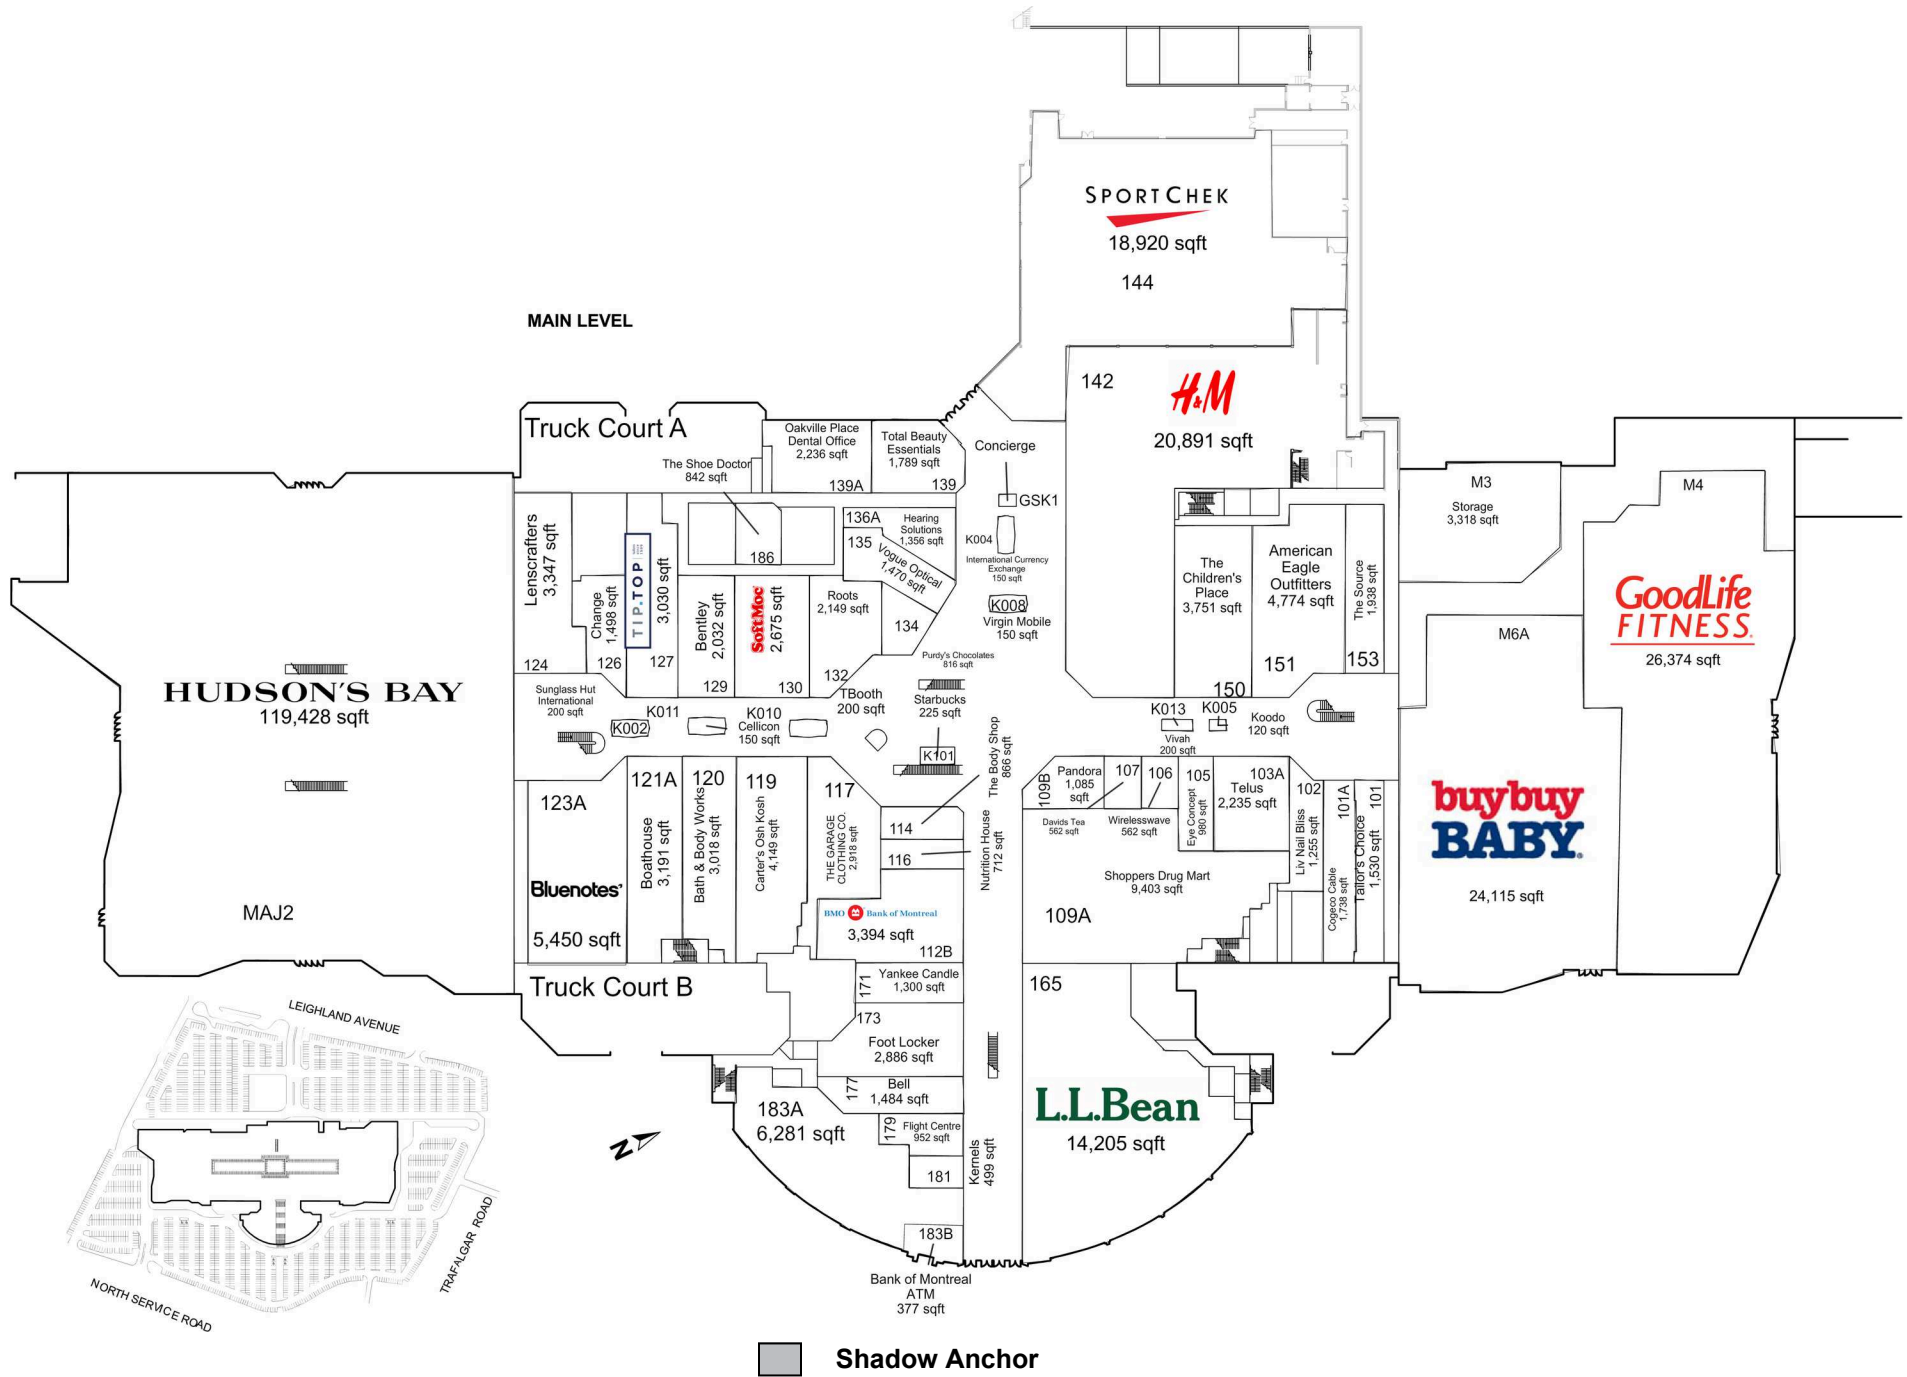 SPORT CHEK
18,920 sqft
144
MAIN LEVEL
142
H&M
20,891 sqft
Truck Court A
Oakville Place
Dental Office
2,236 sqft
139A
Total Beauty
Essentials
1,789 sqft
139
Concierge
GSK1
The Shoe Doctor
842 sqft
186
M3
Storage
3,318 sqft
M4
Lenscrafters
3,347 sqft
124
Change
1,498 sqft
126
TIP.TOP
3,030 sqft
127
Bentley
2,032 sqft
129
SoftMoc
2,675 sqft
130
Roots
2,149 sqft
132
136A
Hearing
Solutions
1,356 sqft
135
Vogue Optical
1,470 sqft
134
K004
International Currency
Exchange
150 sqft
K008
Virgin Mobile
150 sqft
Purdy's Chocolates
816 sqft
The
Children's
Place
3,751 sqft
150
American
Eagle
Outfitters
4,774 sqft
151
The Source
1,938 sqft
153
GoodLife
FITNESS
26,374 sqft
M6A
HUDSON'S BAY
119,428 sqft
MAJ2
Sunglass Hut
International
200 sqft
K002
K011
K010
Cellicon
150 sqft
TBooth
200 sqft
Starbucks
225 sqft
K101
K013
K005
Vivah
200 sqft
Koodo
120 sqft
123A
Bluenotes
5,450 sqft
121A
Boathouse
3,191 sqft
120
Bath & Body Works
3,018 sqft
119
Carter's Osh Kosh
4,149 sqft
117
THE GARAGE
CLOTHING CO.
2,918 sqft
The Body Shop
866 sqft
114
116
Nutrition House
712 sqft
BMO Bank of Montreal
3,394 sqft
112B
109B
Pandora
1,085
sqft
107
106
105
Eye Concept
980 sqft
103A
Telus
2,235 sqft
102
Liv Nail Bliss
1,255 sqft
101A
Cogeco Cable
1,738 sqft
101
Tailor's Choice
1,530 sqft
Davids Tea
562 sqft
Wirelesswave
562 sqft
Shoppers Drug Mart
9,403 sqft
109A
buybuy
BABY
24,115 sqft
Truck Court B
171
Yankee Candle
1,300 sqft
173
Foot Locker
2,886 sqft
177
Bell
1,484 sqft
179
Flight Centre
952 sqft
181
Kernels
499 sqft
183A
6,281 sqft
183B
Bank of Montreal
ATM
377 sqft
165
L.L.Bean
14,205 sqft
N
LEIGHLAND AVENUE
TRAFALGAR ROAD
NORTH SERVICE ROAD
Shadow Anchor